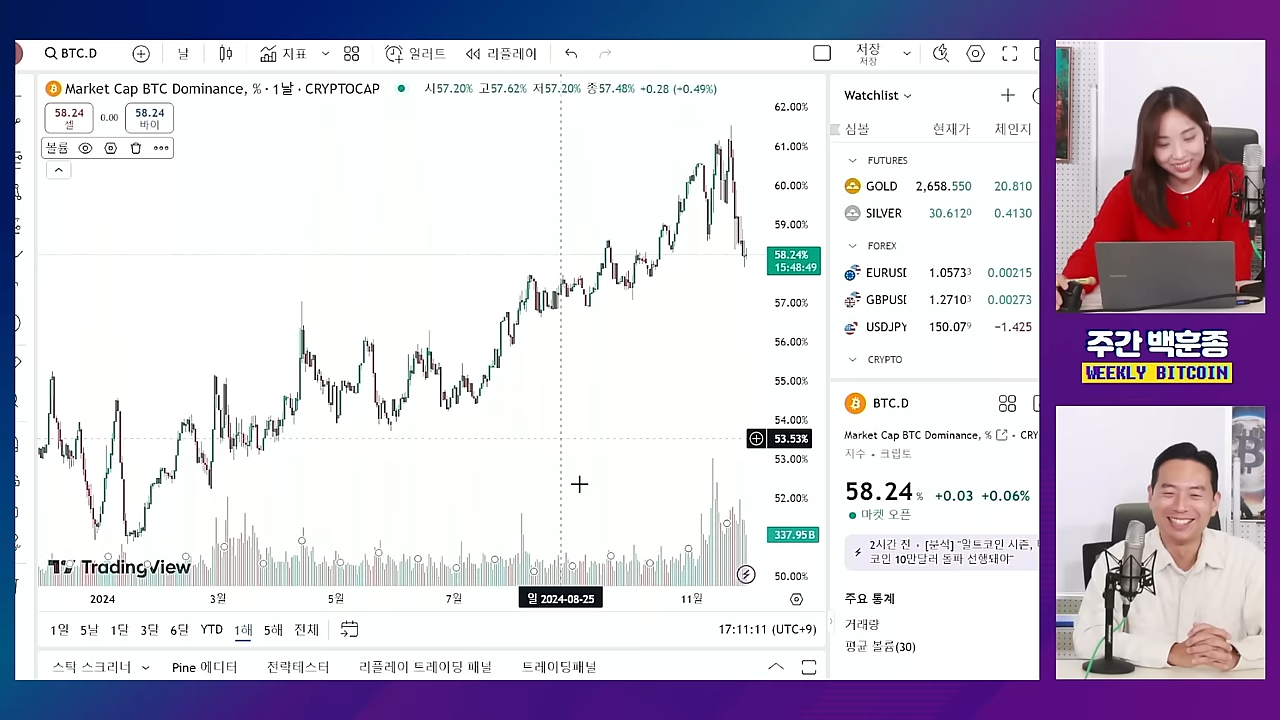 BTC.D
날
지표
얼러트
리플레이
저장
저장
Market Cap BTC Dominance, % · 1날 · CRYPTOCAP
시57.20% 고57.62% 저57.20% 종57.48% +0.28 (+0.49%)
58.24
셀
0.00
58.24
바이
볼륨
62.00%
61.00%
60.00%
59.00%
58.24%
15:48:49
57.00%
56.00%
55.00%
54.00%
53.53%
53.00%
52.00%
337.95B
50.00%
TradingView
2024
3월
5월
7월
일 2024-08-25
11월
1일 5날 1달 3달 6달 YTD 1해 5해 전체
17:11:11 (UTC+9)
스틱 스크리너
Pine 에디터
전략테스터
리플레이 트레이딩 패널
트레이딩패널
Watchlist
심볼 현재가 체인지
FUTURES
GOLD 2,658.550 20.810
SILVER 30.612⁰ 0.4130
FOREX
EURUSI 1.0573³ 0.00215
GBPUSI 1.2710³ 0.00273
USDJPY 150.07⁹ −1.425
CRYPTO
BTC.D
Market Cap BTC Dominance, % • CRY
지수 • 크립토
58.24 % +0.03 +0.06%
마켓 오픈
2시간 전 • [분석] "알트코인 시즌,
코인 10만달러 돌파 선행돼야"
주요 통계
거래량
평균 볼륨(30)
주간 백훈종
WEEKLY BITCOIN